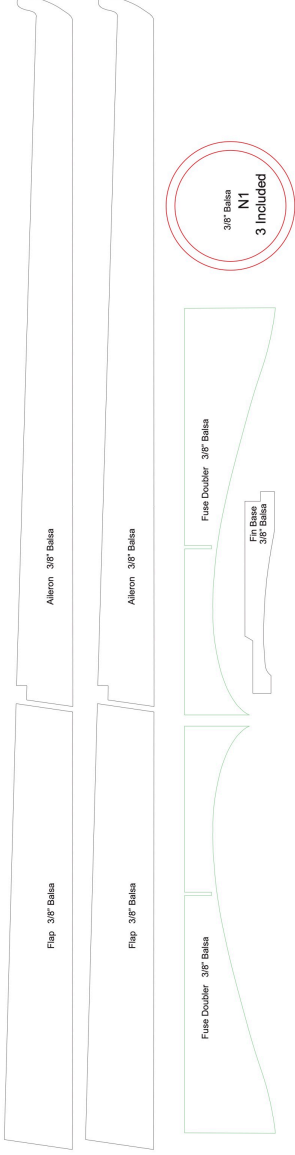 Aileron 3/8" Balsa
Aileron 3/8" Balsa
3/8" Balsa
N1
3 Included
Fuse Doubler 3/8" Balsa
Fin Base
3/8" Balsa
Flap 3/8" Balsa
Flap 3/8" Balsa
Fuse Doubler 3/8" Balsa